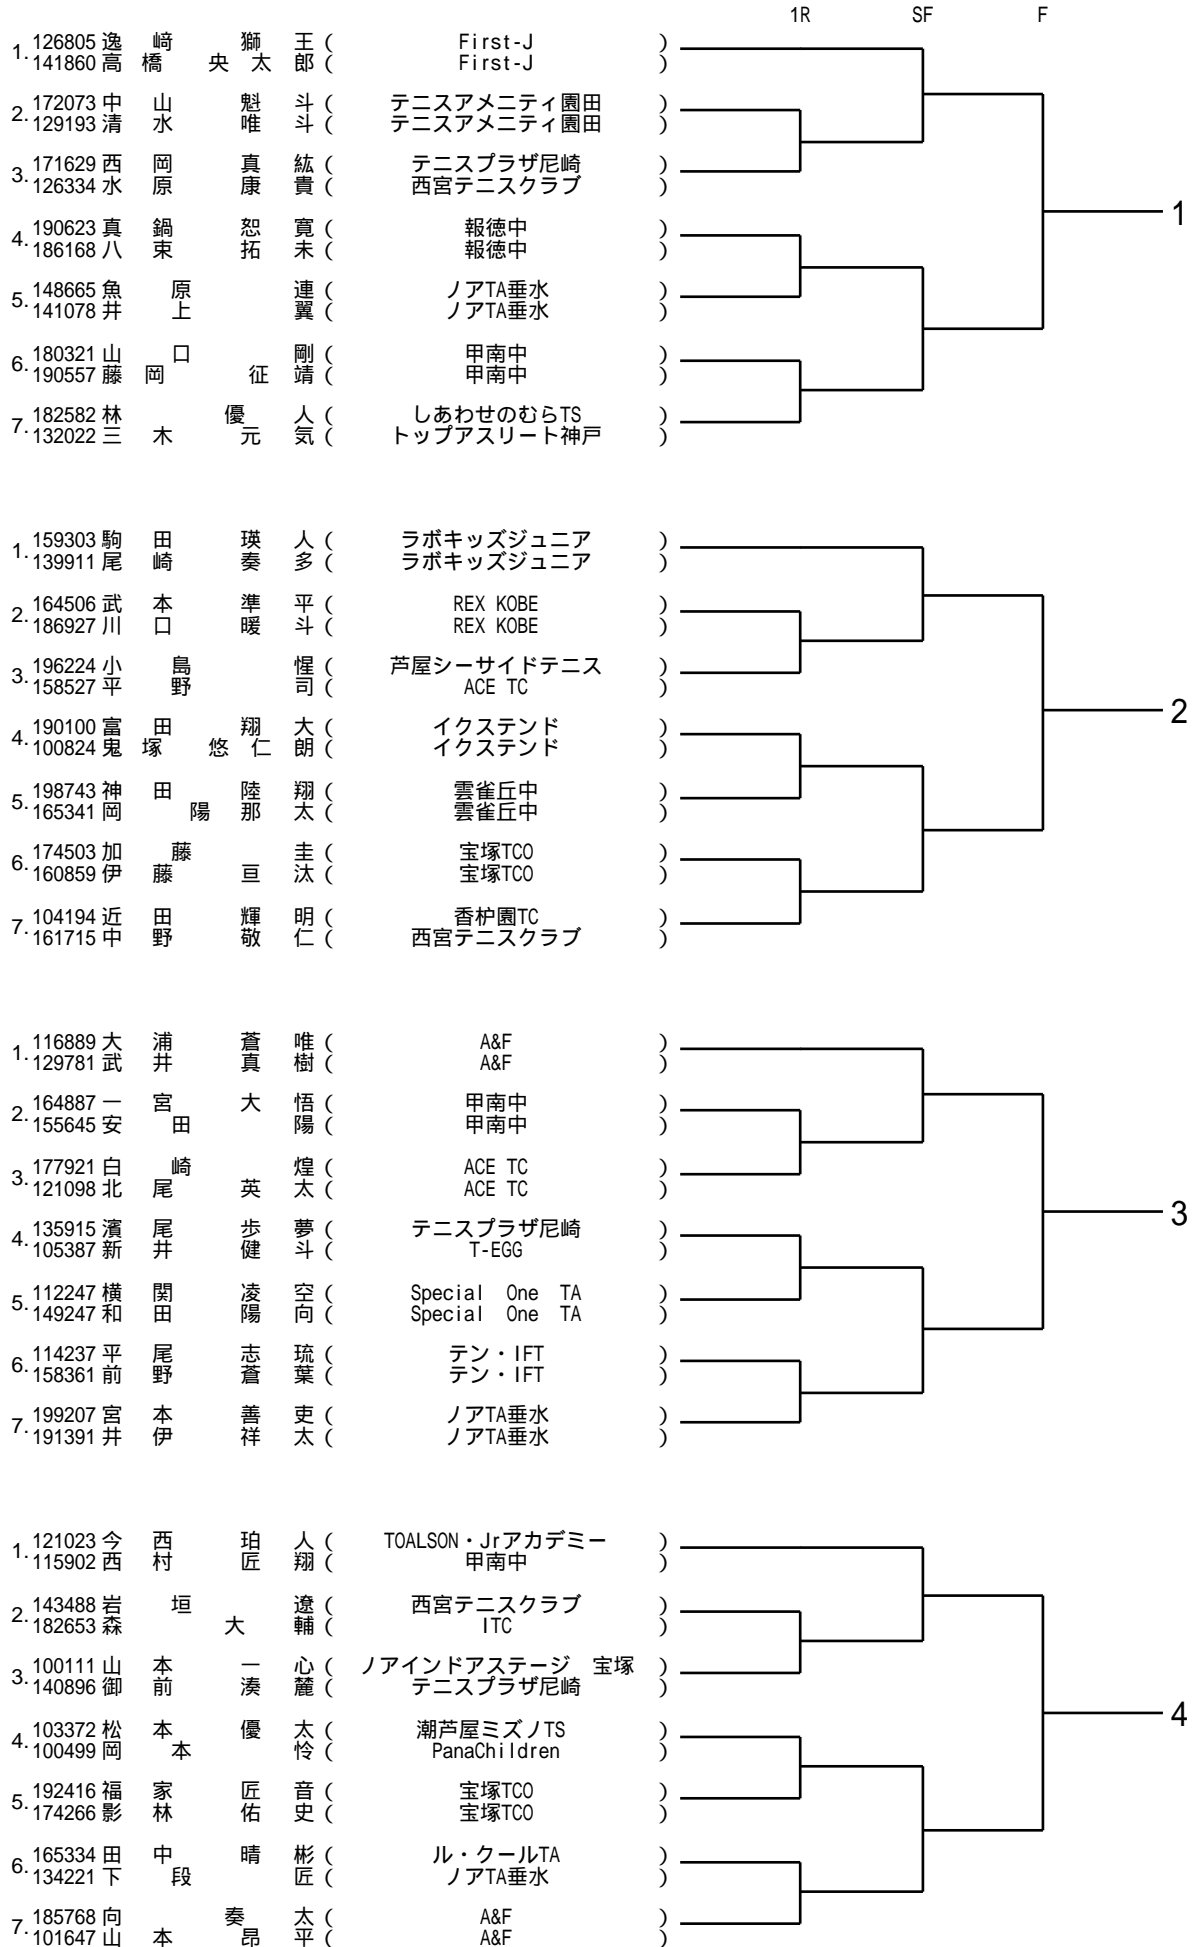 1R SF F
1. 126805 逸﨑 獅王 ( First-J )
141860 高橋 央太郎 ( First-J )
2. 172073 中山 魁斗 ( テニスアメニティ園田 )
129193 清水 唯斗 ( テニスアメニティ園田 )
3. 171629 西岡 真紘 ( テニスプラザ尼崎 )
126334 水原 康貴 ( 西宮テニスクラブ )
4. 190623 真鍋 恕寛 ( 報徳中 )
186168 八束 拓未 ( 報徳中 )
5. 148665 魚原 連 ( ノアTA垂水 )
141078 井上 翼 ( ノアTA垂水 )
6. 180321 山口 剛 ( 甲南中 )
190557 藤岡 征靖 ( 甲南中 )
7. 182582 林 優人 ( しあわせのむらTS )
132022 三木 元気 ( トップアスリート神戸 )
1
1. 159303 駒田 瑛人 ( ラボキッズジュニア )
139911 尾崎 奏多 ( ラボキッズジュニア )
2. 164506 武本 準平 ( REX KOBE )
186927 川口 暖斗 ( REX KOBE )
3. 196224 小島 惺 ( 芦屋シーサイドテニス )
158527 平野 司 ( ACE TC )
4. 190100 富田 翔大 ( イクステンド )
100824 鬼塚 悠仁朗 ( イクステンド )
5. 198743 神田 陸翔 ( 雲雀丘中 )
165341 岡 陽那太 ( 雲雀丘中 )
6. 174503 加藤 圭 ( 宝塚TCO )
160859 伊藤 亘汰 ( 宝塚TCO )
7. 104194 近田 輝明 ( 香枦園TC )
161715 中野 敬仁 ( 西宮テニスクラブ )
2
1. 116889 大浦 蒼唯 ( A&F )
129781 武井 真樹 ( A&F )
2. 164887 一宮 大悟 ( 甲南中 )
155645 安田 陽 ( 甲南中 )
3. 177921 白崎 煌 ( ACE TC )
121098 北尾 英太 ( ACE TC )
4. 135915 濱尾 歩夢 ( テニスプラザ尼崎 )
105387 新井 健斗 ( T-EGG )
5. 112247 横関 凌空 ( Special One TA )
149247 和田 陽向 ( Special One TA )
6. 114237 平尾 志琉 ( テン・IFT )
158361 前野 蒼葉 ( テン・IFT )
7. 199207 宮本 善吏 ( ノアTA垂水 )
191391 井伊 祥太 ( ノアTA垂水 )
3
1. 121023 今西 珀人 ( TOALSON・Jrアカデミー )
115902 西村 匠翔 ( 甲南中 )
2. 143488 岩垣 遼 ( 西宮テニスクラブ )
182653 森 大輔 ( ITC )
3. 100111 山本 一心 ( ノアインドアステージ 宝塚 )
140896 御前 湊麓 ( テニスプラザ尼崎 )
4. 103372 松本 優太 ( 潮芦屋ミズノTS )
100499 岡本 怜 ( PanaChildren )
5. 192416 福家 匠音 ( 宝塚TCO )
174266 影林 佑史 ( 宝塚TCO )
6. 165334 田中 晴彬 ( ル・クールTA )
134221 下段 匠 ( ノアTA垂水 )
7. 185768 向 奏太 ( A&F )
101647 山本 昂平 ( A&F )
4